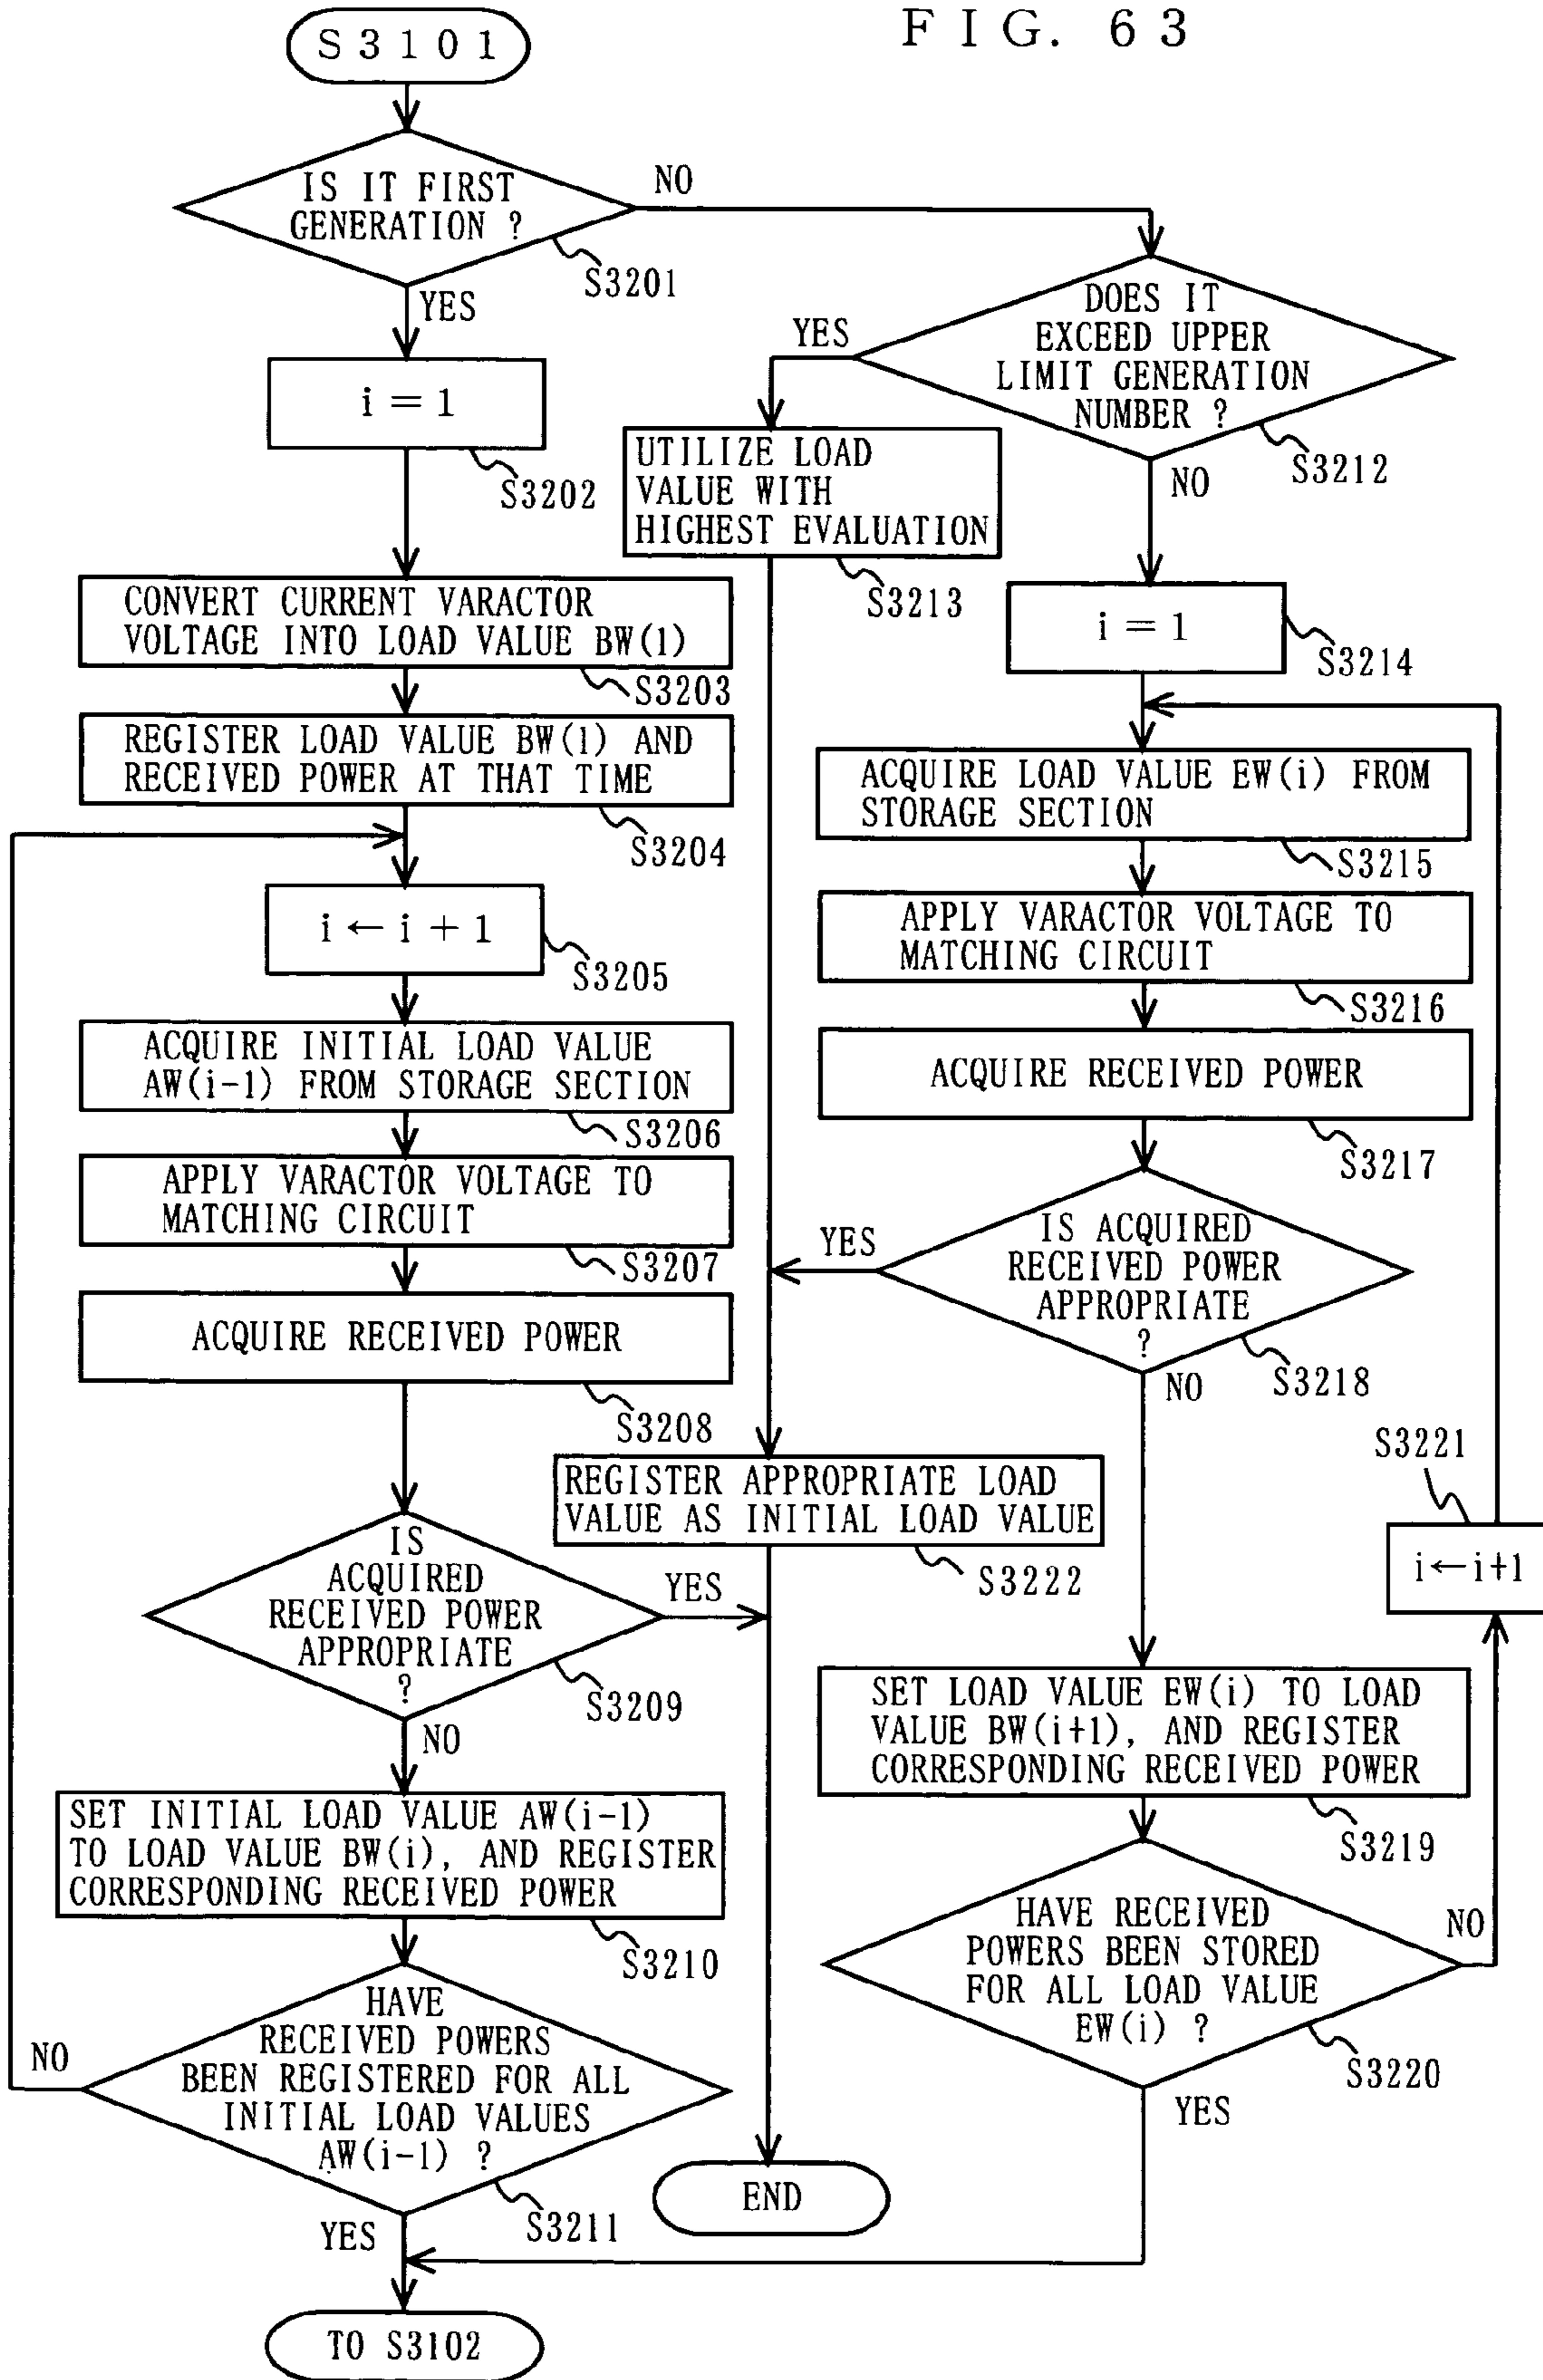 FIG. 63
S3101
IS IT FIRST
GENERATION ?
NO
S3201
YES
i = 1
S3202
CONVERT CURRENT VARACTOR
VOLTAGE INTO LOAD VALUE BW(1)
S3203
REGISTER LOAD VALUE BW(1) AND
RECEIVED POWER AT THAT TIME
S3204
i ← i + 1
S3205
ACQUIRE INITIAL LOAD VALUE
AW(i-1) FROM STORAGE SECTION
S3206
APPLY VARACTOR VOLTAGE TO
MATCHING CIRCUIT
S3207
ACQUIRE RECEIVED POWER
S3208
IS
ACQUIRED
RECEIVED POWER
APPROPRIATE
?
YES
S3209
NO
SET INITIAL LOAD VALUE AW(i-1)
TO LOAD VALUE BW(i), AND REGISTER
CORRESPONDING RECEIVED POWER
S3210
HAVE
RECEIVED POWERS
BEEN REGISTERED FOR ALL
INITIAL LOAD VALUES
AW(i-1) ?
NO
S3211
YES
TO S3102
DOES IT
EXCEED UPPER
LIMIT GENERATION
NUMBER ?
YES
S3212
NO
UTILIZE LOAD
VALUE WITH
HIGHEST EVALUATION
S3213
i = 1
S3214
ACQUIRE LOAD VALUE EW(i) FROM
STORAGE SECTION
S3215
APPLY VARACTOR VOLTAGE TO
MATCHING CIRCUIT
S3216
ACQUIRE RECEIVED POWER
S3217
IS ACQUIRED
RECEIVED POWER
APPROPRIATE
?
YES
S3218
NO
REGISTER APPROPRIATE LOAD
VALUE AS INITIAL LOAD VALUE
S3222
S3221
i←i+1
SET LOAD VALUE EW(i) TO LOAD
VALUE BW(i+1), AND REGISTER
CORRESPONDING RECEIVED POWER
S3219
HAVE RECEIVED
POWERS BEEN STORED
FOR ALL LOAD VALUE
EW(i) ?
NO
S3220
YES
END